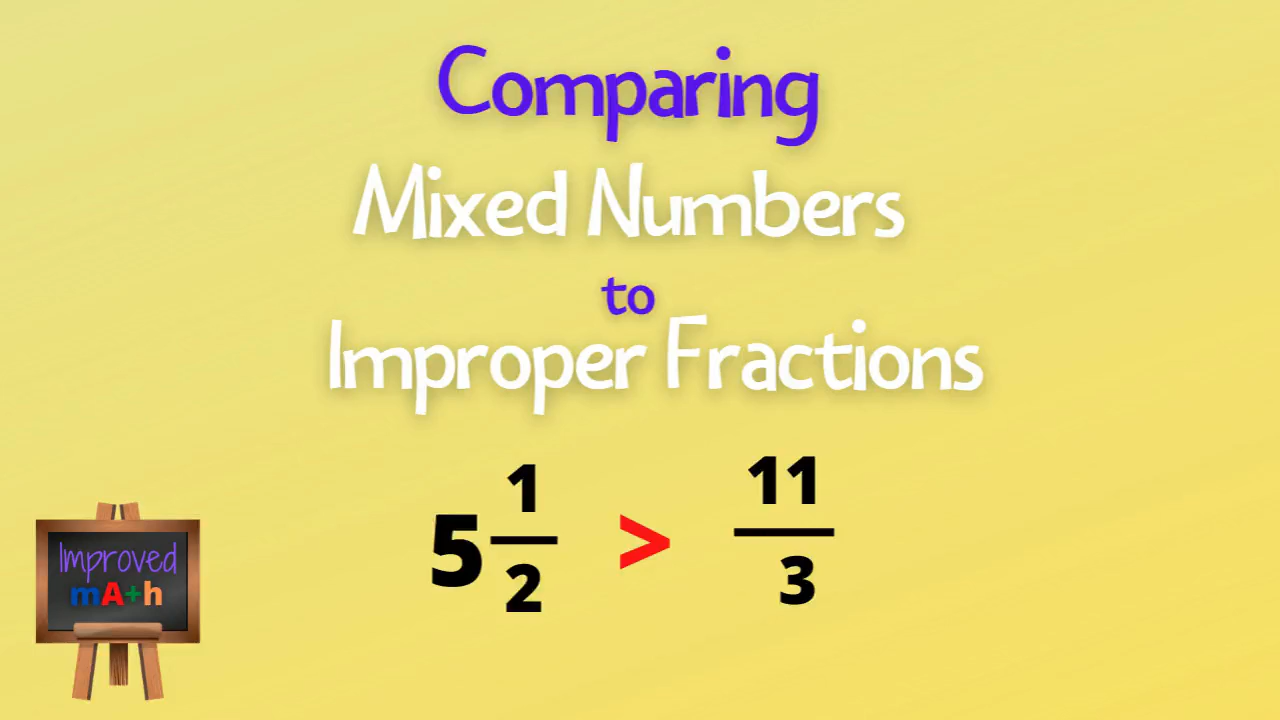 Comparing
Mixed Numbers
to
Improper Fractions
5 1/2 > 11/3
Improved
mA+h